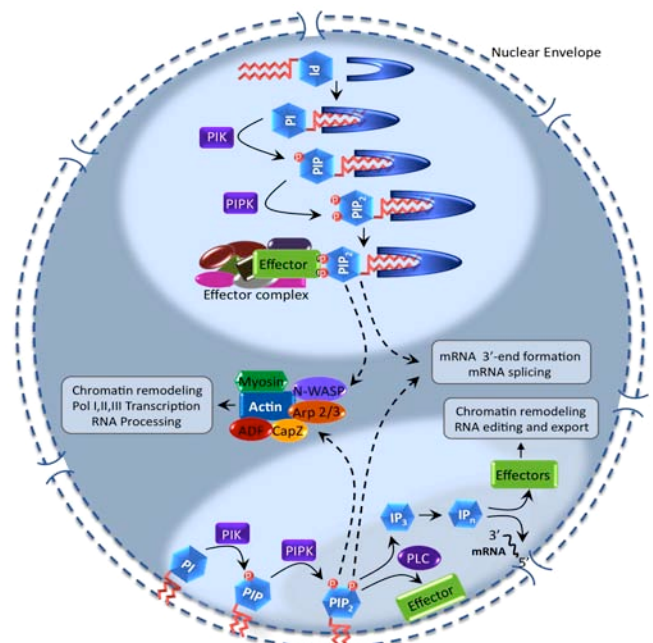 Nuclear Envelope
PI
PI
PIK
P
PIP
PIPK
P
P
PIP2
Effector
P
P
PIP2
Effector complex
mRNA 3′-end formation
mRNA splicing
Myosin
N-WASP
Actin
Arp 2/3
ADF
CapZ
Chromatin remodeling
Pol I,II,III Transcription
RNA Processing
Chromatin remodeling
RNA editing and export
Effectors
IP3
IPn
3′
mRNA
5′
PIK
PIPK
PLC
PI
P
PIP
P
P
PIP2
Effector